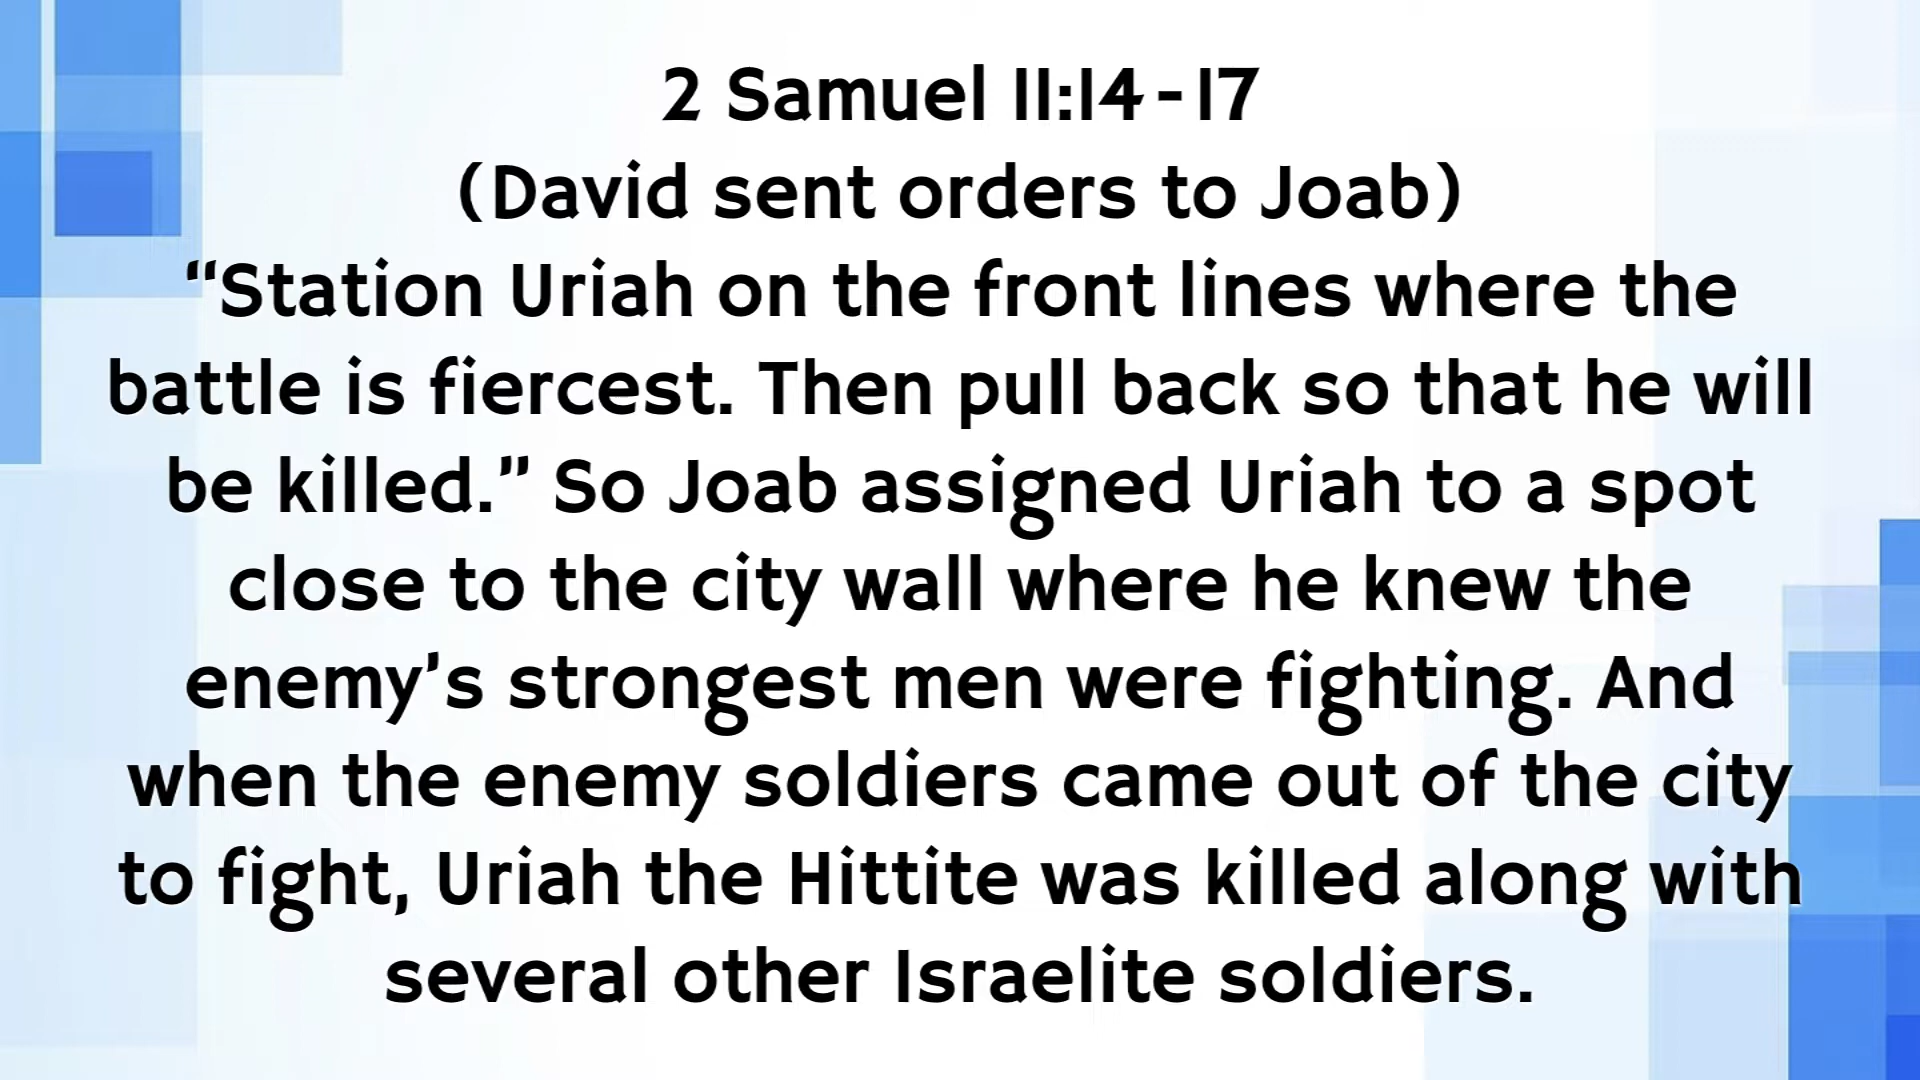 2 Samuel 11:14-17
(David sent orders to Joab)
“Station Uriah on the front lines where the
battle is fiercest. Then pull back so that he will
be killed.” So Joab assigned Uriah to a spot
close to the city wall where he knew the
enemy’s strongest men were fighting. And
when the enemy soldiers came out of the city
to fight, Uriah the Hittite was killed along with
several other Israelite soldiers.